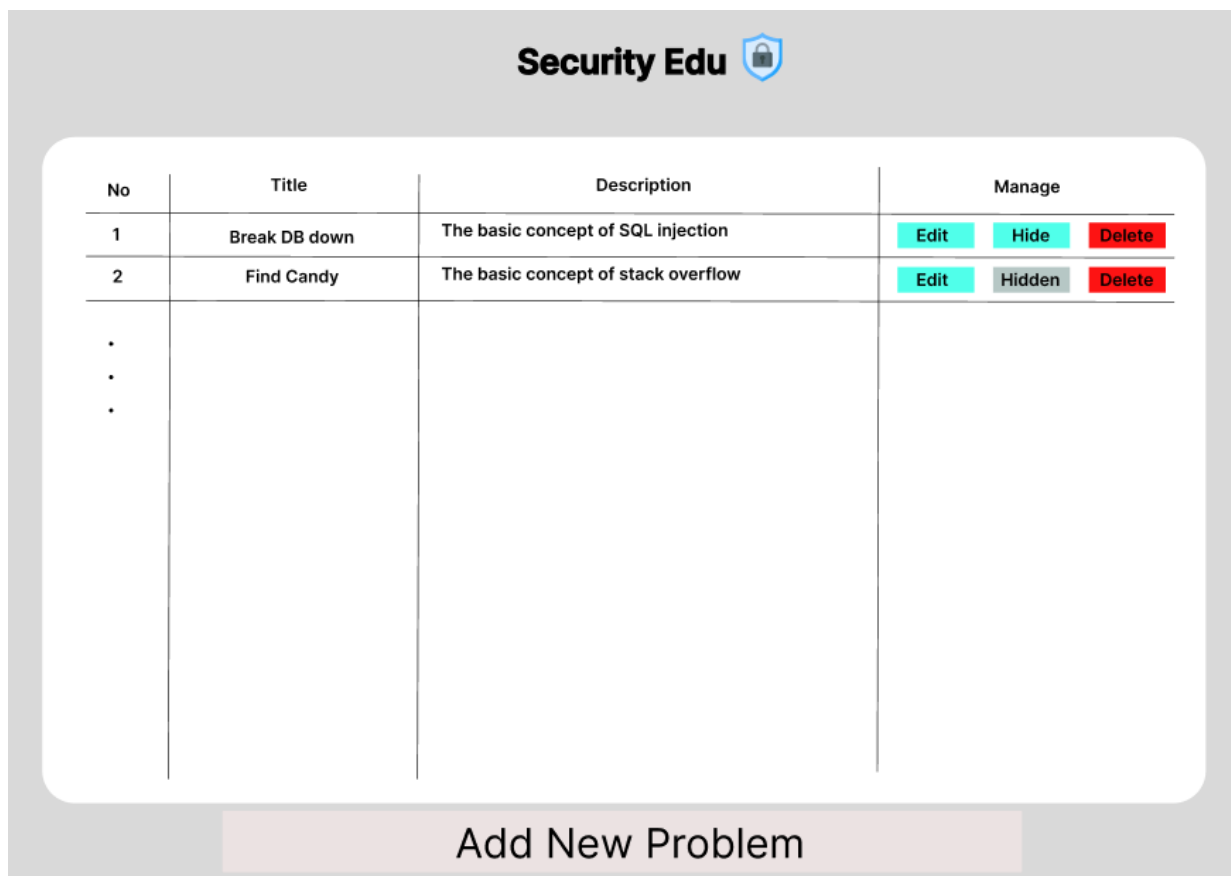 Security Edu
No Title Description Manage
1 Break DB down The basic concept of SQL injection Edit Hide Delete
2 Find Candy The basic concept of stack overflow Edit Hidden Delete
Add New Problem